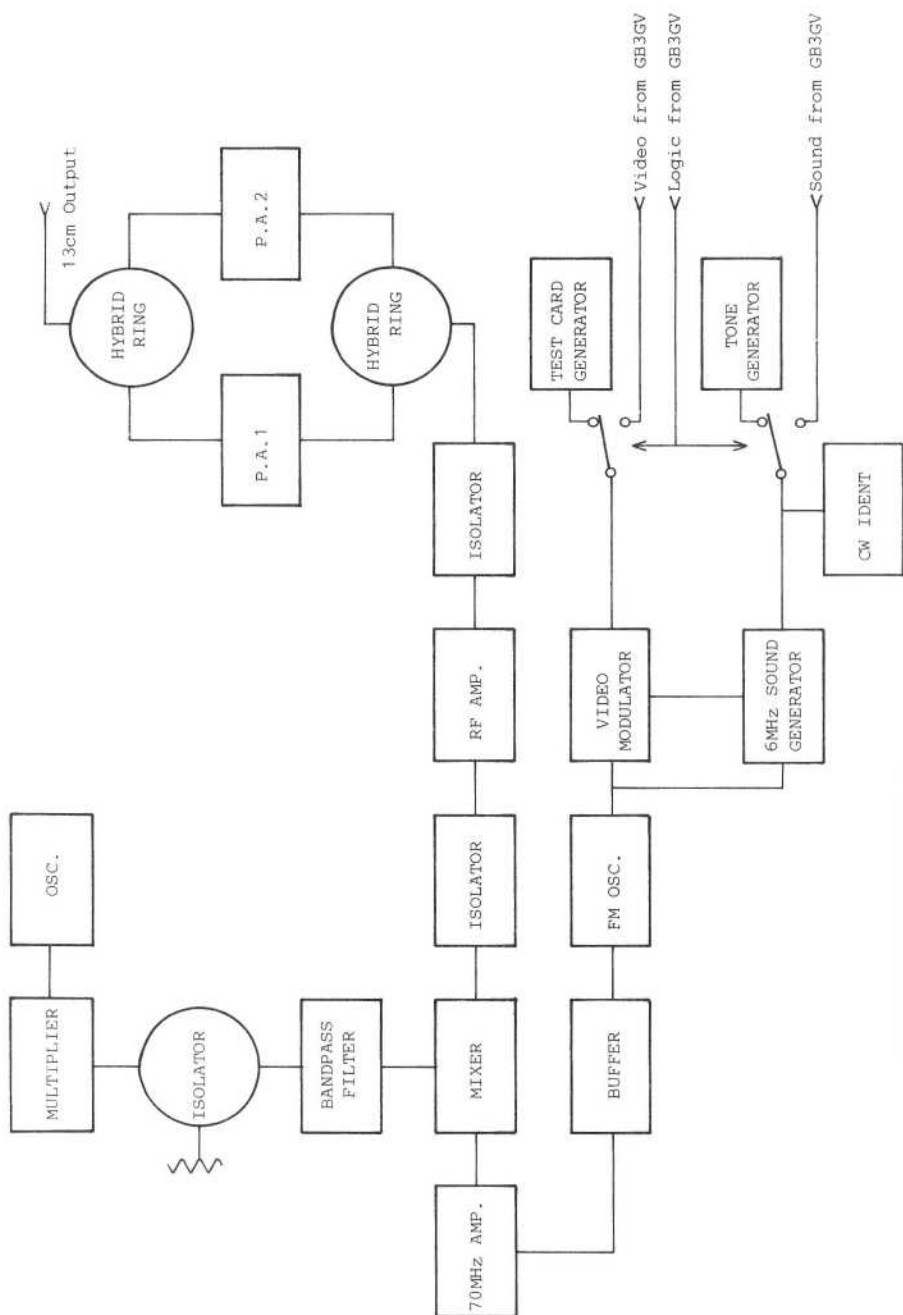 OSC.
MULTIPLIER
ISOLATOR
BANDPASS
FILTER
MIXER
70MHz AMP.
ISOLATOR
RF AMP.
ISOLATOR
HYBRID
RING
P.A.1
P.A.2
HYBRID
RING
13cm Output
BUFFER
FM OSC.
VIDEO
MODULATOR
6MHz SOUND
GENERATOR
CW IDENT
TEST CARD
GENERATOR
TONE
GENERATOR
Video from GB3GV
Logic from GB3GV
Sound from GB3GV